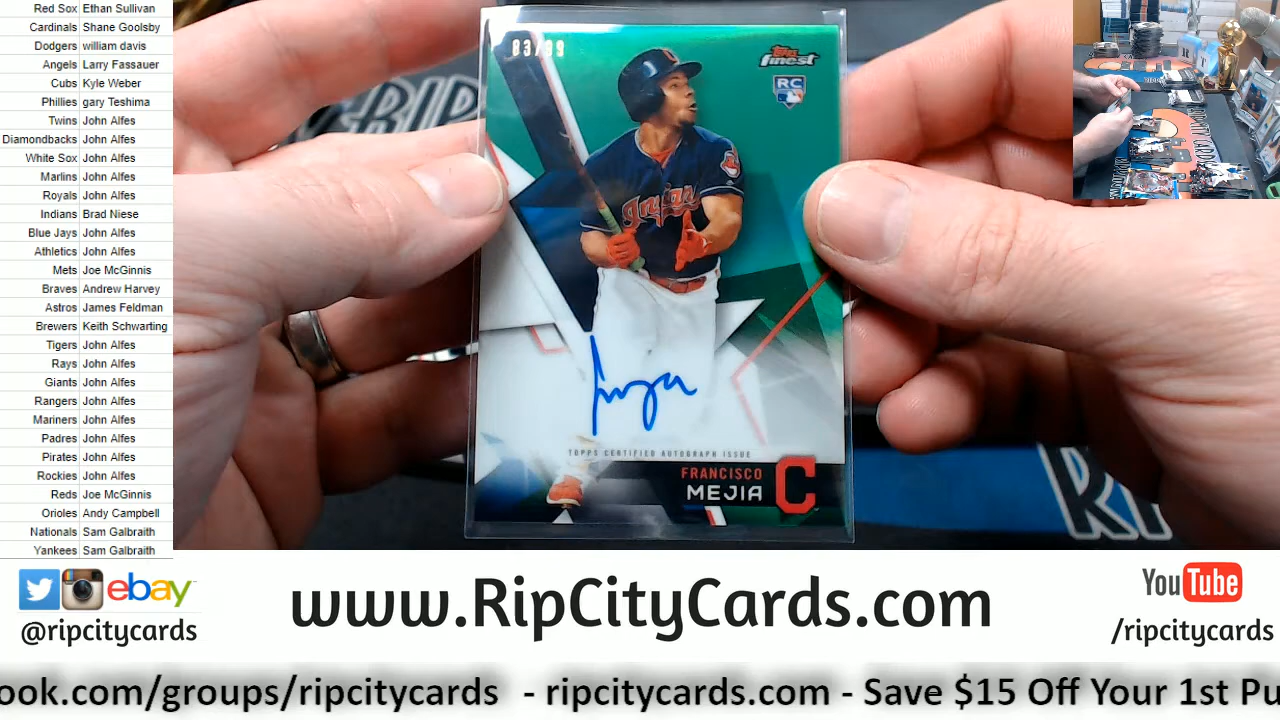 Red Sox Ethan Sullivan
Cardinals Shane Goolsby
Dodgers william davis
Angels Larry Fassauer
Cubs Kyle Weber
Phillies gary Teshima
Twins John Alfes
Diamondbacks John Alfes
White Sox John Alfes
Marlins John Alfes
Royals John Alfes
Indians Brad Niese
Blue Jays John Alfes
Athletics John Alfes
Mets Joe McGinnis
Braves Andrew Harvey
Astros James Feldman
Brewers Keith Schwarting
Tigers John Alfes
Rays John Alfes
Giants John Alfes
Rangers John Alfes
Mariners John Alfes
Padres John Alfes
Pirates John Alfes
Rockies John Alfes
Reds Joe McGinnis
Orioles Andy Campbell
Nationals Sam Galbraith
Yankees Sam Galbraith
83/99
Topps
finest
RC
Indians
TOPPS CERTIFIED AUTOGRAPH ISSUE
FRANCISCO
MEJIA
C
RIP
RI
ebay
@ripcitycards
www.RipCityCards.com
YouTube
/ripcitycards
ook.com/groups/ripcitycards - ripcitycards.com - Save $15 Off Your 1st Pu